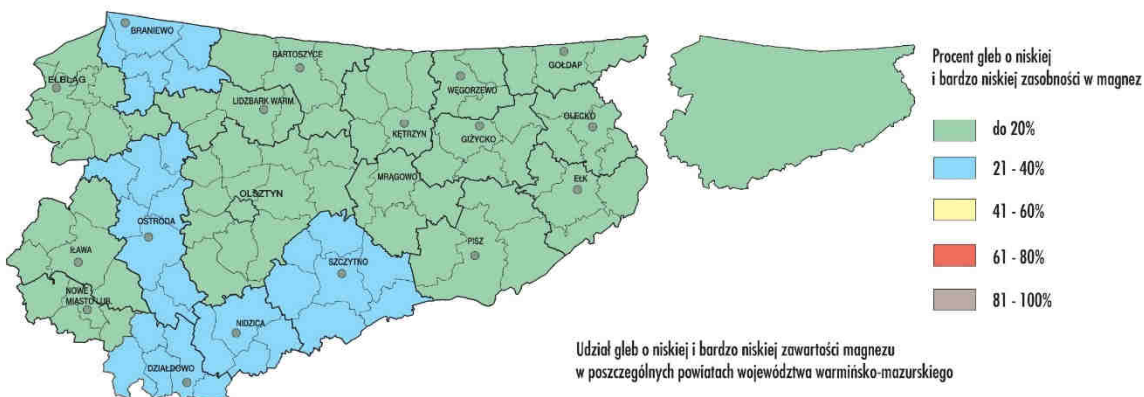 BRANIEWO
BARTOSZYCE
GOŁDAP
ELBLĄG
WĘGORZEWO
LIDZBARK WARM.
OLECKO
KĘTRZYN
GIŻYCKO
MRĄGOWO
EŁK
OLSZTYN
OSTRÓDA
PISZ
IŁAWA
SZCZYTNO
NOWE
MIASTO LUB.
NIDZICA
DZIAŁDOWO
Procent gleb o niskiej
i bardzo niskiej zasobności w magnez
do 20%
21 - 40%
41 - 60%
61 - 80%
81 - 100%
Udział gleb o niskiej i bardzo niskiej zawartości magnezu
w poszczególnych powiatach województwa warmińsko-mazurskiego